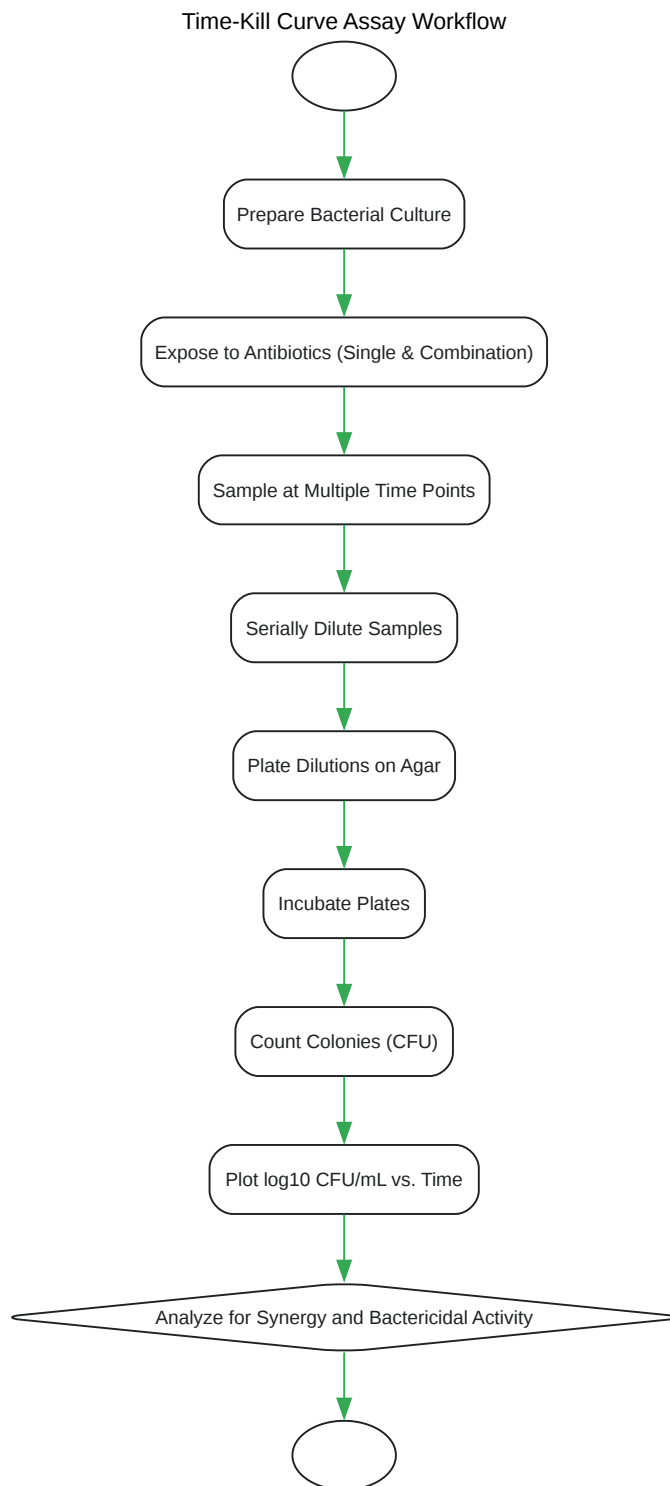 Time-Kill Curve Assay Workflow
Prepare Bacterial Culture
Expose to Antibiotics (Single & Combination)
Sample at Multiple Time Points
Serially Dilute Samples
Plate Dilutions on Agar
Incubate Plates
Count Colonies (CFU)
Plot log10 CFU/mL vs. Time
Analyze for Synergy and Bactericidal Activity